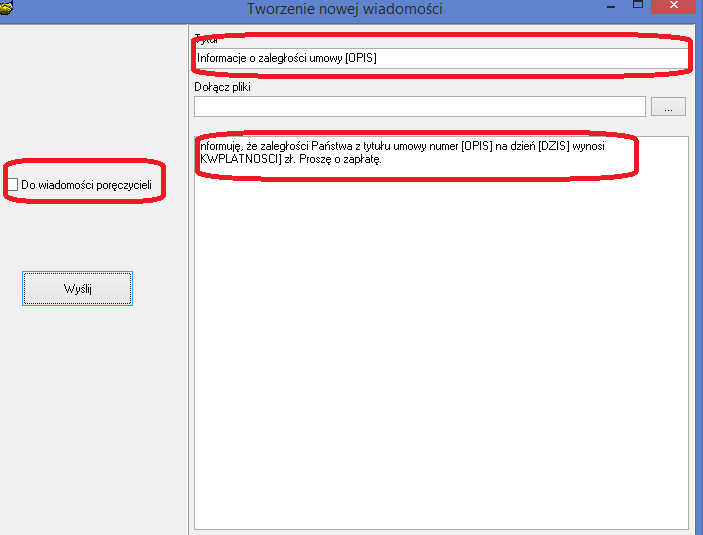 Tworzenie nowej wiadomości
Tytuł
Informacje o zaległości umowy [OPIS]
Dołącz pliki
...
nformuję, że zaległości Państwa z tytułu umowy numer [OPIS] na dzień [DZIS] wynosi
KWPLATNOSCI] zł. Proszę o zapłatę.
Do wiadomości poręczycieli
Wyślij